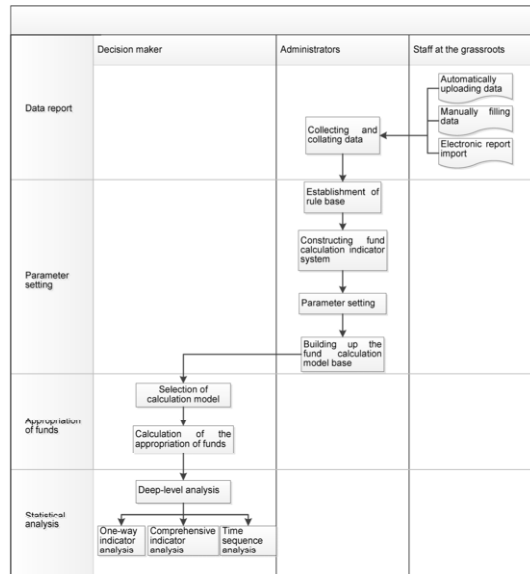 Decision maker
Administrators
Staff at the grassroots
Data report
Automatically
uploading data
Manually filling
data
Electronic report
import
Collecting and
collating data
Parameter
setting
Establishment of
rule base
Constructing fund
calculation indicator
system
Parameter setting
Building up the
fund calculation
model base
Appropriation
of funds
Selection of
calculation model
Calculation of the
appropriation of funds
Statistical
analysis
Deep-level analysis
One-way
indicator
analysis
Comprehensive
indicator
analysis
Time
sequence
analysis